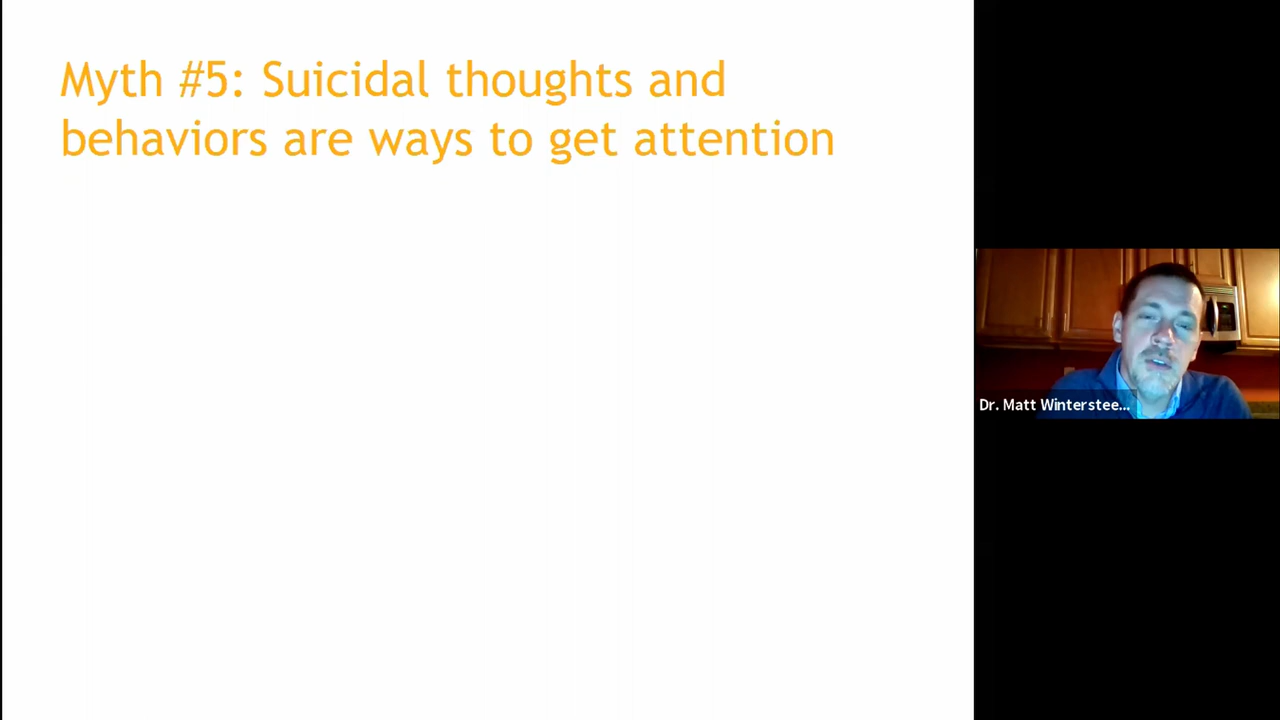 Myth #5: Suicidal thoughts and
behaviors are ways to get attention
Dr. Matt Winterstee...